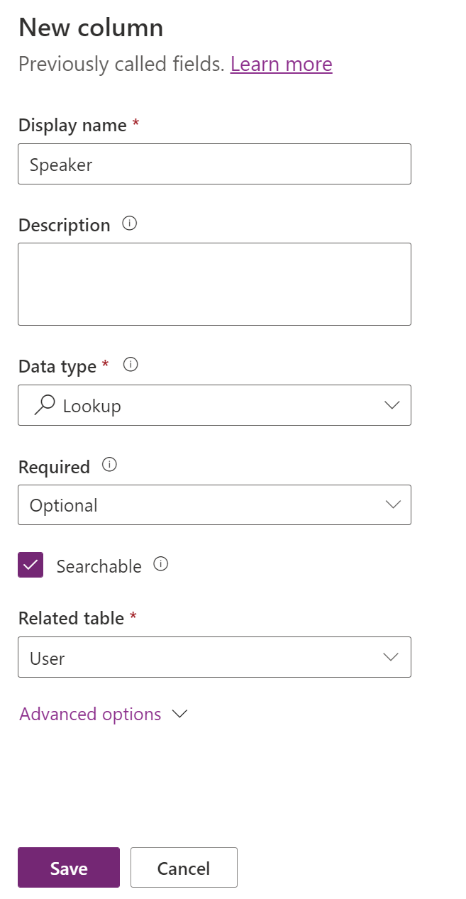 New column
Previously called fields. Learn more
Display name *
Speaker
Description
Data type *
Lookup
Required
Optional
Searchable
Related table *
User
Advanced options
Save Cancel